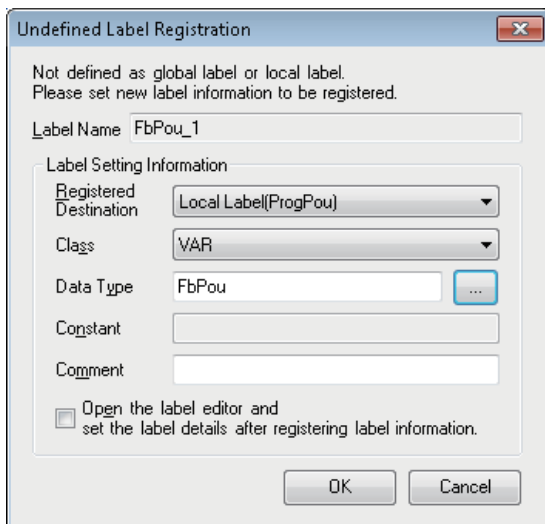 Undefined Label Registration
Not defined as global label or local label.
Please set new label information to be registered.
Label Name FbPou_1
Label Setting Information
Registered
Destination
Local Label(ProgPou)
Class VAR
Data Type FbPou ...
Constant
Comment
Open the label editor and
set the label details after registering label information.
OK Cancel